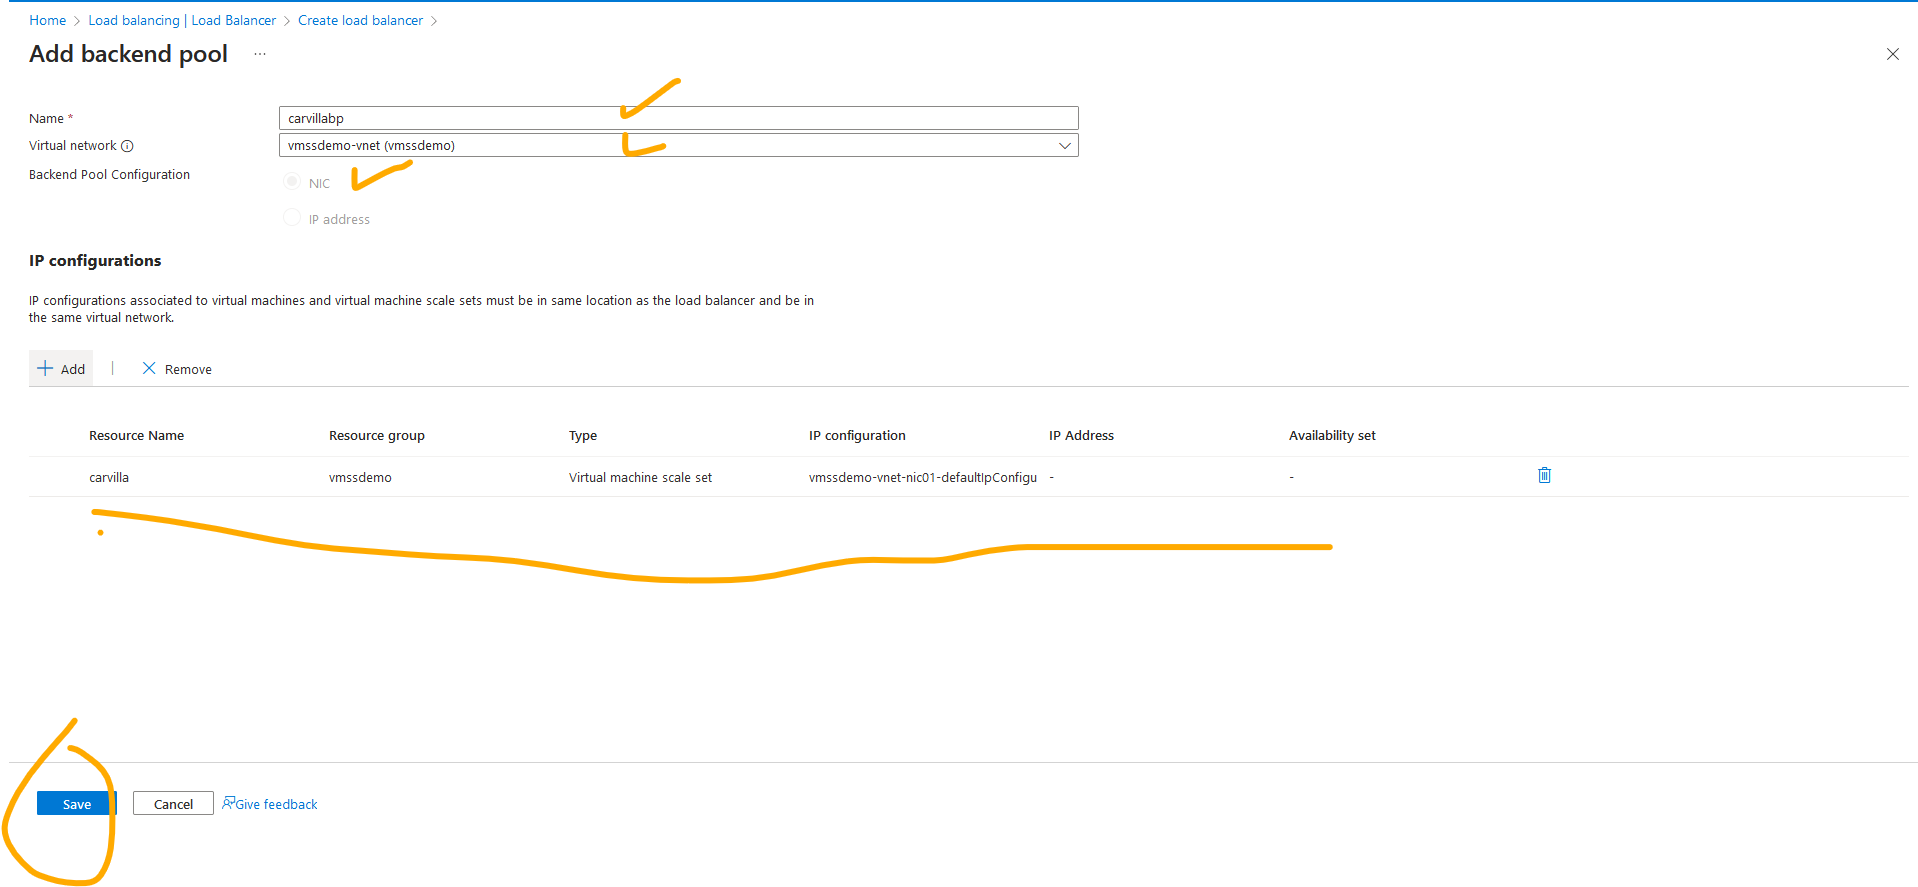 Home > Load balancing | Load Balancer > Create load balancer >
Add backend pool ...
Name * carvillabp
Virtual network vmssdemo-vnet (vmssdemo)
Backend Pool Configuration
NIC
IP address
IP configurations
IP configurations associated to virtual machines and virtual machine scale sets must be in same location as the load balancer and be in
the same virtual network.
Add | Remove
Resource Name Resource group Type IP configuration IP Address Availability set
carvilla vmssdemo Virtual machine scale set vmssdemo-vnet-nic01-defaultIpConfigu - -
Save Cancel Give feedback